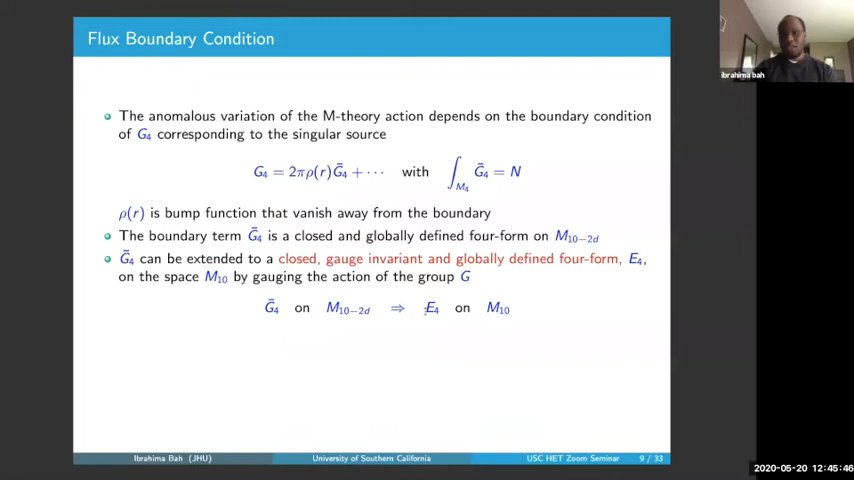 Flux Boundary Condition
The anomalous variation of the M-theory action depends on the boundary condition
of G₄ corresponding to the singular source
G₄ = 2πρ(r)Ḡ₄ + ··· with ∫_{M₄} Ḡ₄ = N
ρ(r) is bump function that vanish away from the boundary
The boundary term Ḡ₄ is a closed and globally defined four-form on M₁₀₋₂d
Ḡ₄ can be extended to a closed, gauge invariant and globally defined four-form, E₄,
on the space M₁₀ by gauging the action of the group G
Ḡ₄ on M₁₀₋₂d ⇒ E₄ on M₁₀
Ibrahima Bah (JHU) University of Southern California USC HET Zoom Seminar 9 / 33
ibrahima bah
2020-05-20 12:45:46